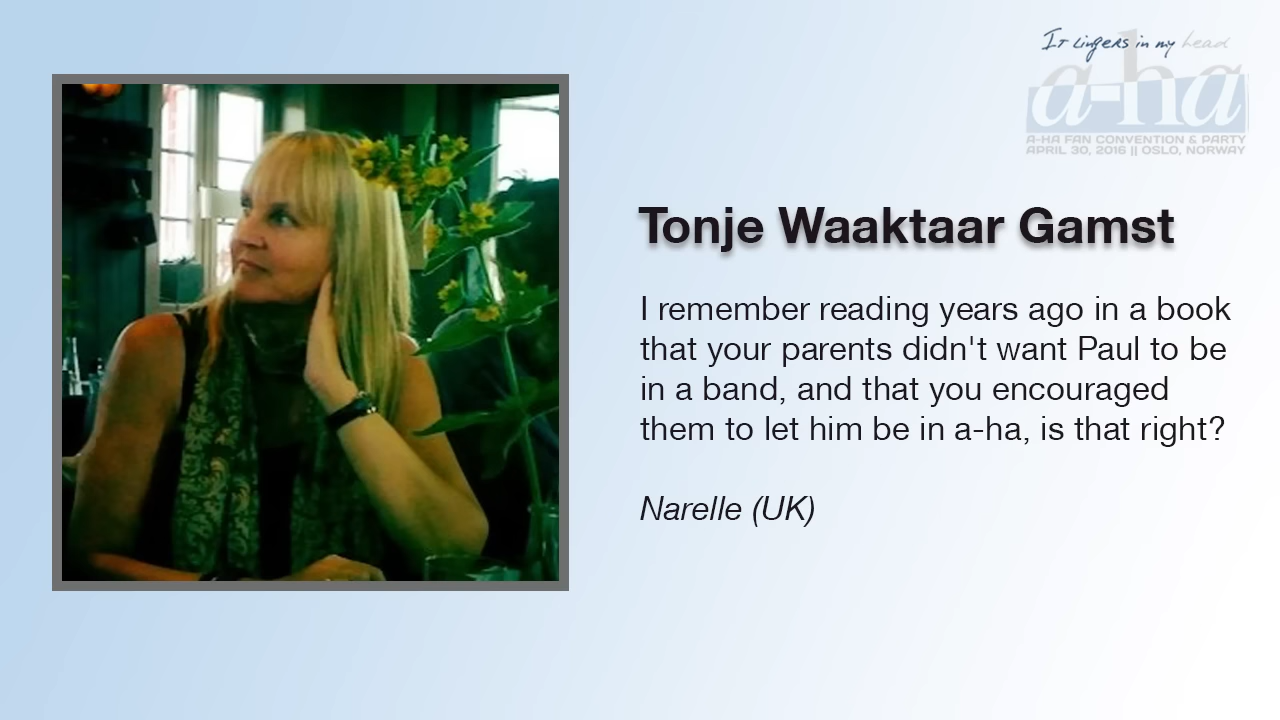 It lingers in my head
a-ha
A-HA FAN CONVENTION & PARTY
APRIL 30, 2016 || OSLO, NORWAY
Tonje Waaktaar Gamst
I remember reading years ago in a book
that your parents didn't want Paul to be
in a band, and that you encouraged
them to let him be in a-ha, is that right?
Narelle (UK)